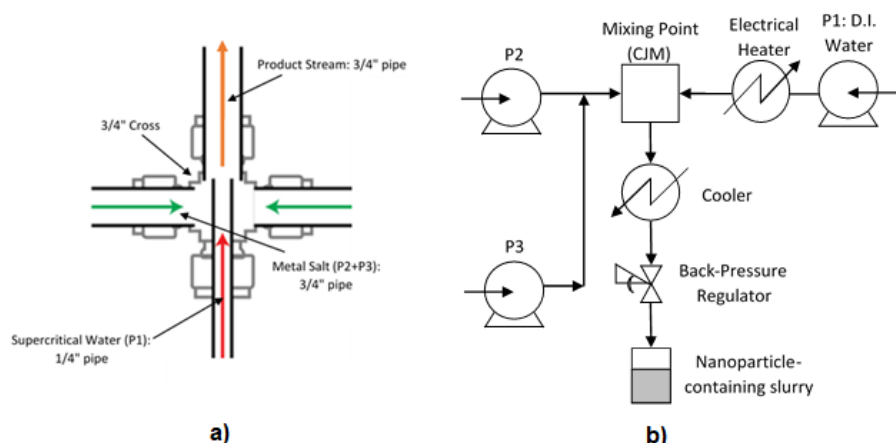 Product Stream: 3/4" pipe
3/4" Cross
Metal Salt (P2+P3):
3/4" pipe
Supercritical Water (P1):
1/4" pipe
a)
P2
Mixing Point
(CJM)
Electrical
Heater
P1: D.I.
Water
Cooler
P3
Back-Pressure
Regulator
Nanoparticle-
containing slurry
b)